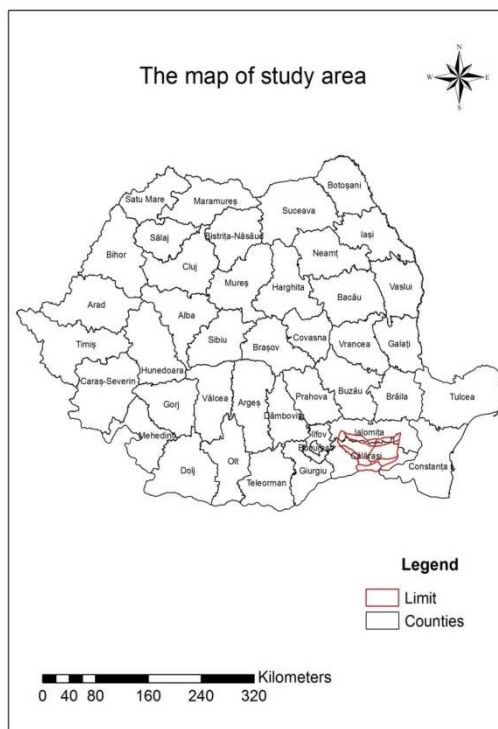 The map of study area
N
W E
S
Botoșani
Satu Mare
Maramureș
Suceava
Sălaj
Bistrița-Năsăud
Iași
Bihor
Neamț
Cluj
Mureș
Harghita
Vaslui
Bacău
Arad
Alba
Timiș
Sibiu
Brașov
Covasna
Vrancea
Galați
Hunedoara
Caraș-Severin
Gorj
Vâlcea
Argeș
Prahova
Buzău
Brăila
Tulcea
Dâmbovița
Mehedinți
Ilfov
București
Ialomița
Călărași
Constanța
Olt
Dolj
Giurgiu
Teleorman
Legend
Limit
Counties
Kilometers
0 40 80 160 240 320